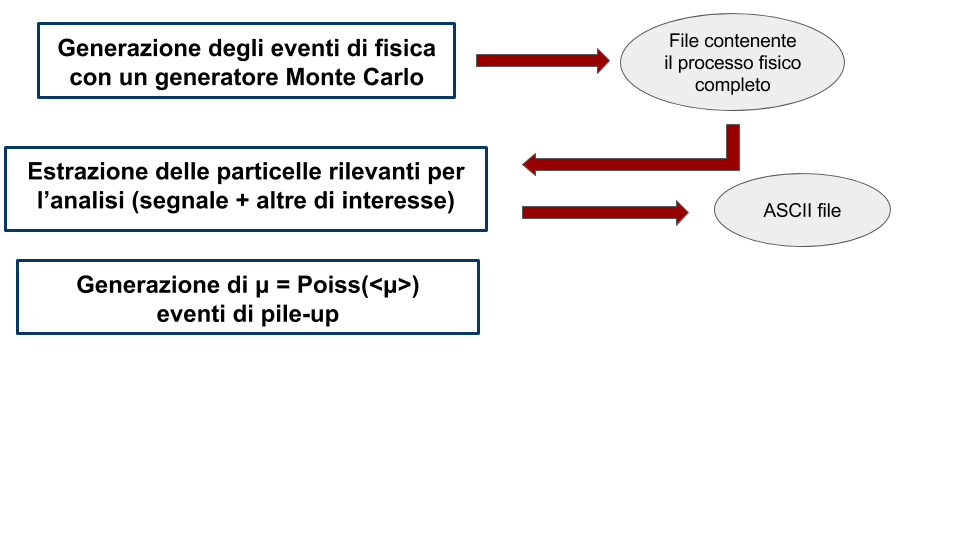 Generazione degli eventi di fisica
con un generatore Monte Carlo
File contenente
il processo fisico
completo
Estrazione delle particelle rilevanti per
l’analisi (segnale + altre di interesse)
ASCII file
Generazione di μ = Poiss(<μ>)
eventi di pile-up